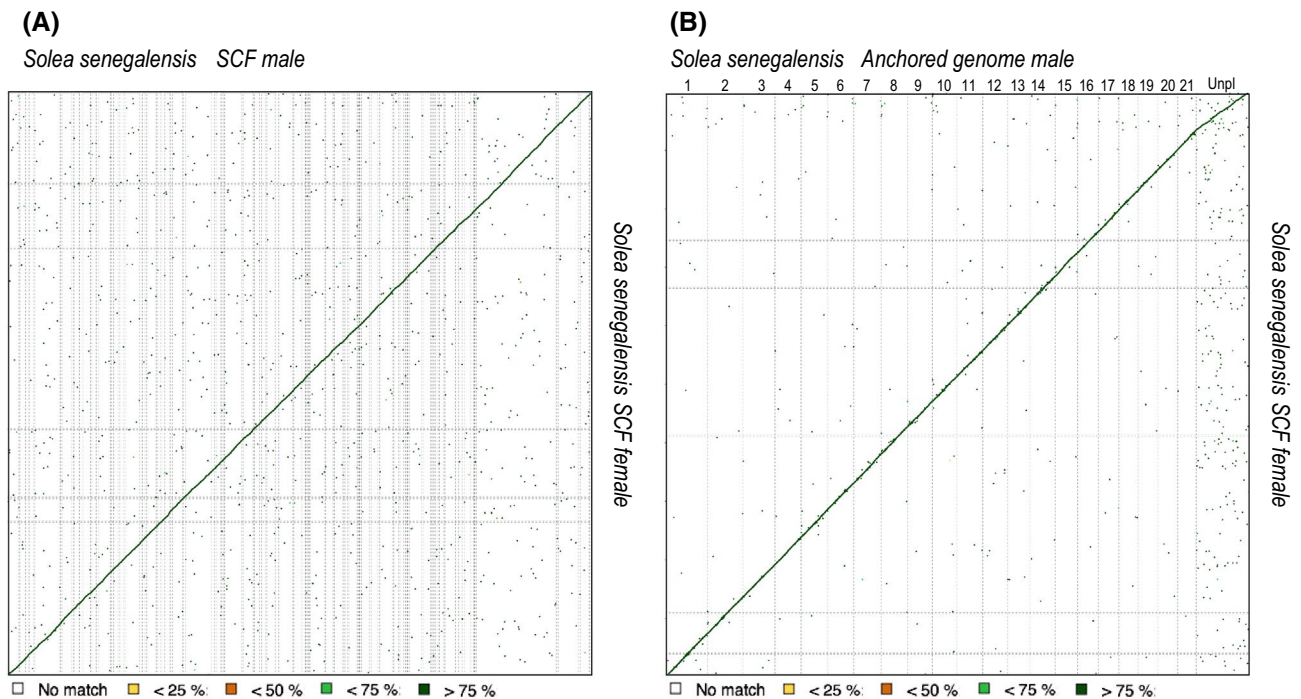 (A)
Solea senegalensis SCF male
Solea senegalensis SCF female
No match < 25 % < 50 % < 75 % > 75 %
(B)
Solea senegalensis Anchored genome male
1 2 3 4 5 6 7 8 9 10 11 12 13 14 15 16 17 18 19 20 21 Unpl
Solea senegalensis SCF female
No match < 25 % < 50 % < 75 % > 75 %